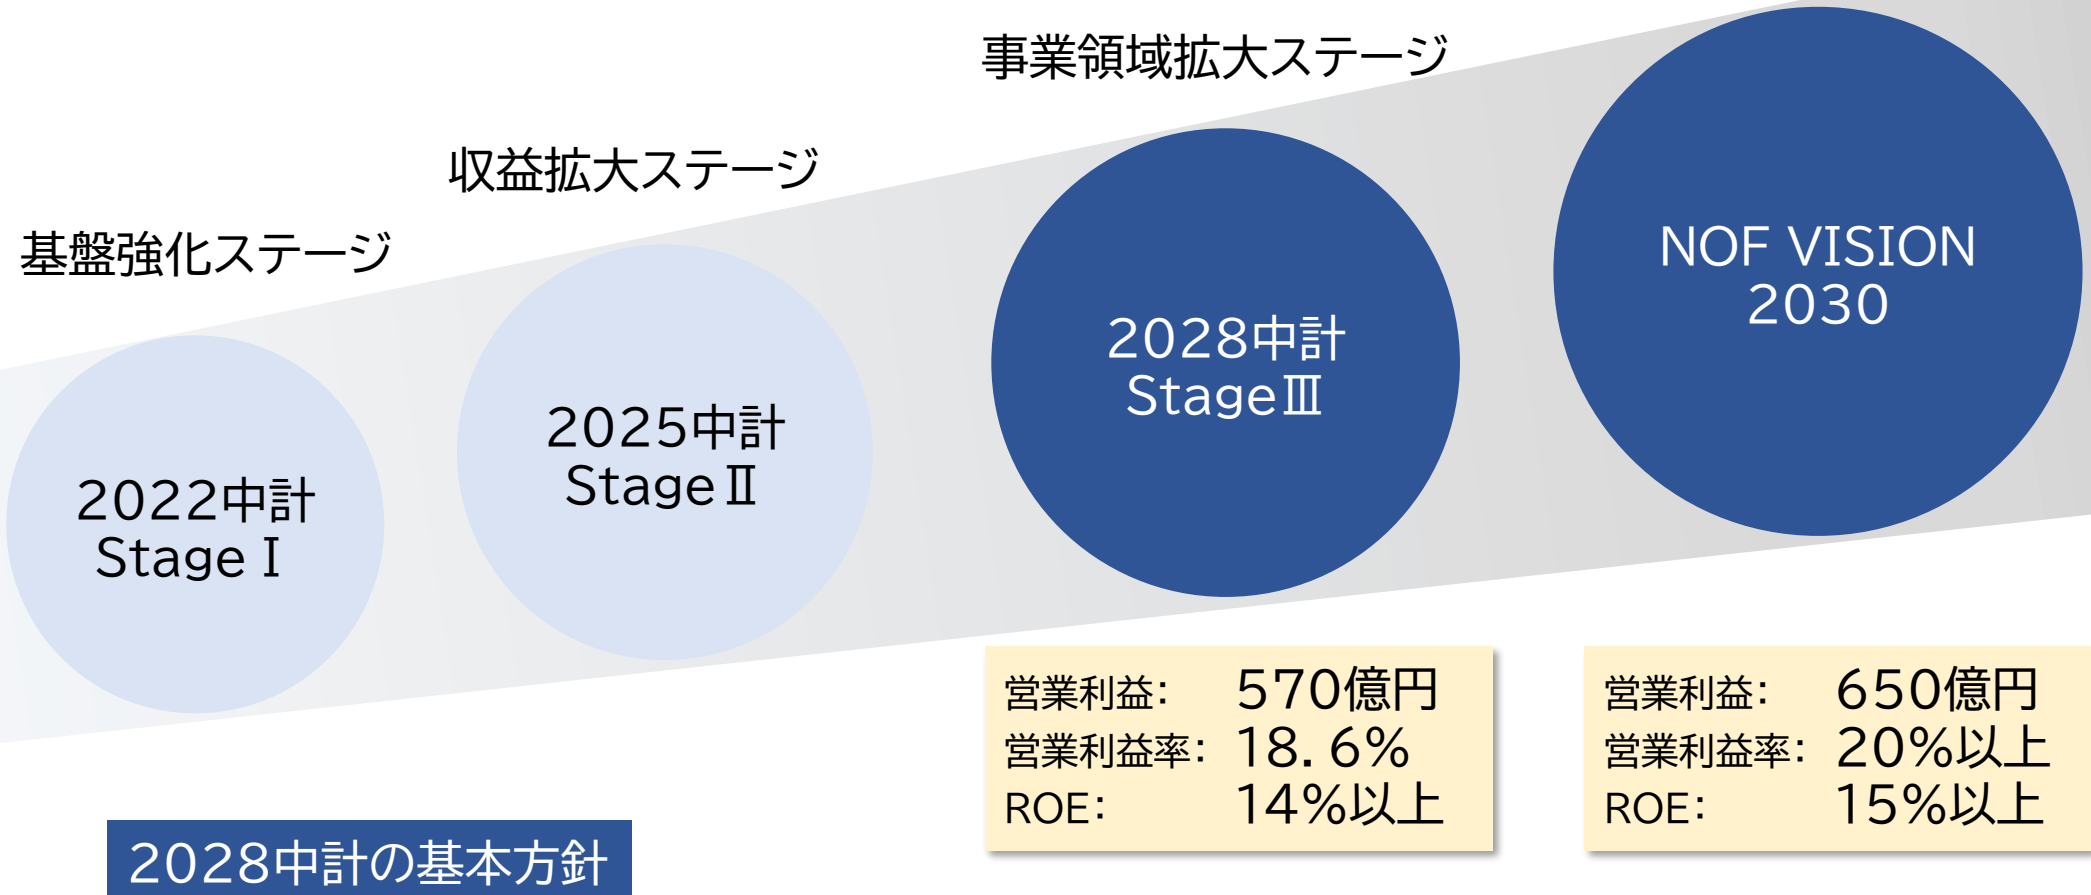 基盤強化ステージ
収益拡大ステージ
事業領域拡大ステージ
2022中計
StageⅠ
2025中計
StageⅡ
2028中計
StageⅢ
NOF VISION
2030
営業利益: 570億円
営業利益率: 18.6%
ROE: 14%以上
営業利益: 650億円
営業利益率: 20%以上
ROE: 15%以上
2028中計の基本方針